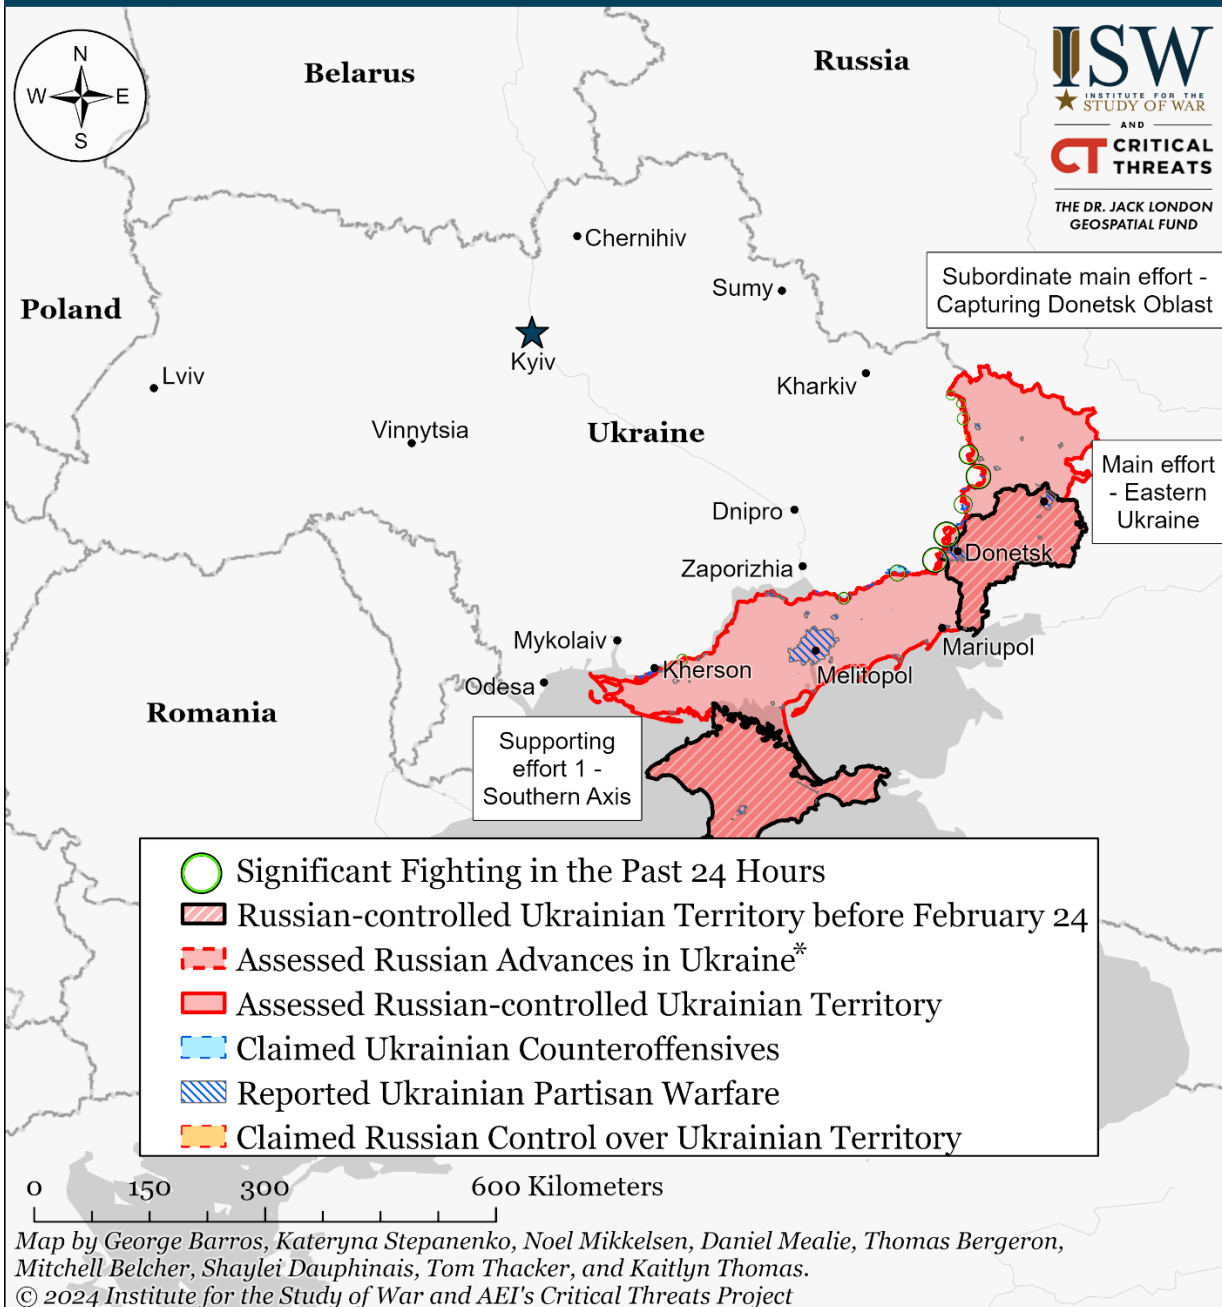 N
W
E
S
Belarus
Russia
ISW
INSTITUTE FOR THE
STUDY OF WAR
AND
CT CRITICAL
THREATS
THE DR. JACK LONDON
GEOSPATIAL FUND
Chernihiv
Subordinate main effort -
Capturing Donetsk Oblast
Sumy
Poland
Kyiv
Lviv
Kharkiv
Vinnytsia
Ukraine
Main effort
- Eastern
Ukraine
Dnipro
Donetsk
Zaporizhia
Mykolaiv
Mariupol
Kherson
Melitopol
Odesa
Romania
Supporting
effort 1 -
Southern Axis
Significant Fighting in the Past 24 Hours
Russian-controlled Ukrainian Territory before February 24
Assessed Russian Advances in Ukraine*
Assessed Russian-controlled Ukrainian Territory
Claimed Ukrainian Counteroffensives
Reported Ukrainian Partisan Warfare
Claimed Russian Control over Ukrainian Territory
0 150 300 600 Kilometers
Map by George Barros, Kateryna Stepanenko, Noel Mikkelsen, Daniel Mealie, Thomas Bergeron,
Mitchell Belcher, Shaylei Dauphinais, Tom Thacker, and Kaitlyn Thomas.
© 2024 Institute for the Study of War and AEI's Critical Threats Project